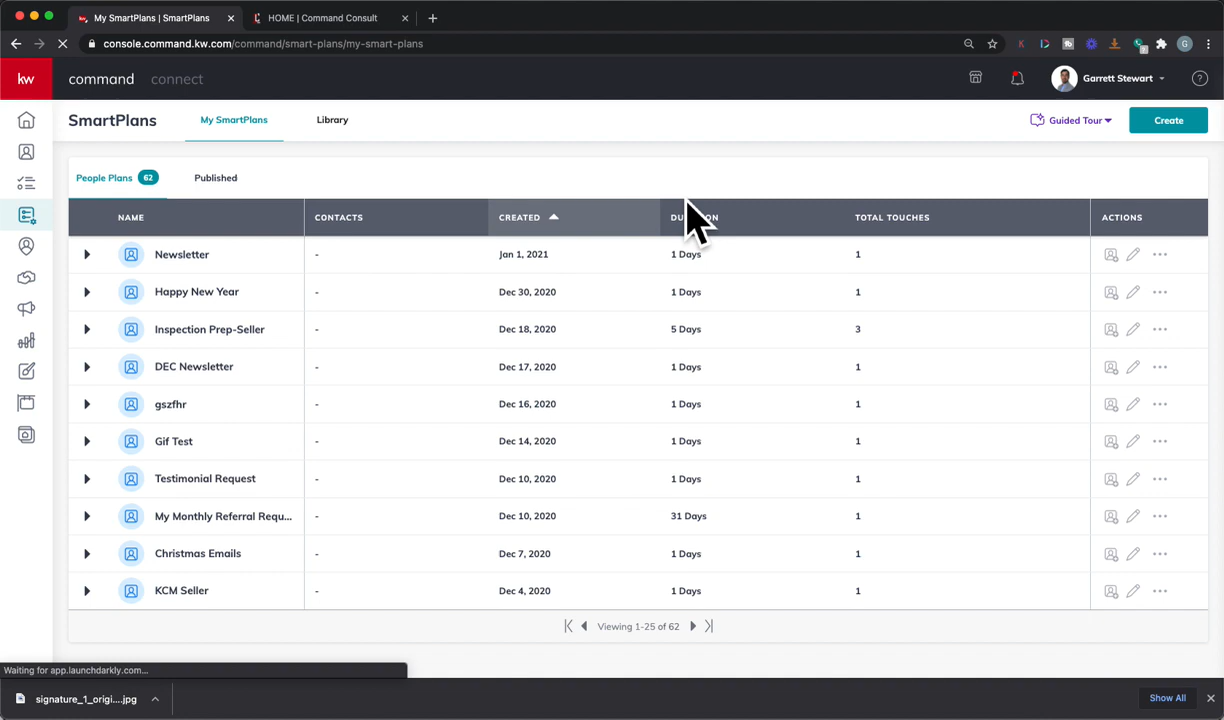 My SmartPlans | SmartPlans
HOME | Command Consult
console.command.kw.com/command/smart-plans/my-smart-plans
kw
command
connect
Garrett Stewart
SmartPlans
My SmartPlans
Library
Guided Tour
Create
People Plans 62
Published
NAME CONTACTS CREATED TOTAL TOUCHES ACTIONS
Newsletter - Jan 1, 2021 1 Days 1
Happy New Year - Dec 30, 2020 1 Days 1
Inspection Prep-Seller - Dec 18, 2020 5 Days 3
DEC Newsletter - Dec 17, 2020 1 Days 1
gszfhr - Dec 16, 2020 1 Days 1
Gif Test - Dec 14, 2020 1 Days 1
Testimonial Request - Dec 10, 2020 1 Days 1
My Monthly Referral Requ... - Dec 10, 2020 31 Days 1
Christmas Emails - Dec 7, 2020 1 Days 1
KCM Seller - Dec 4, 2020 1 Days 1
Viewing 1-25 of 62
Waiting for app.launchdarkly.com...
signature_1_origi....jpg
Show All